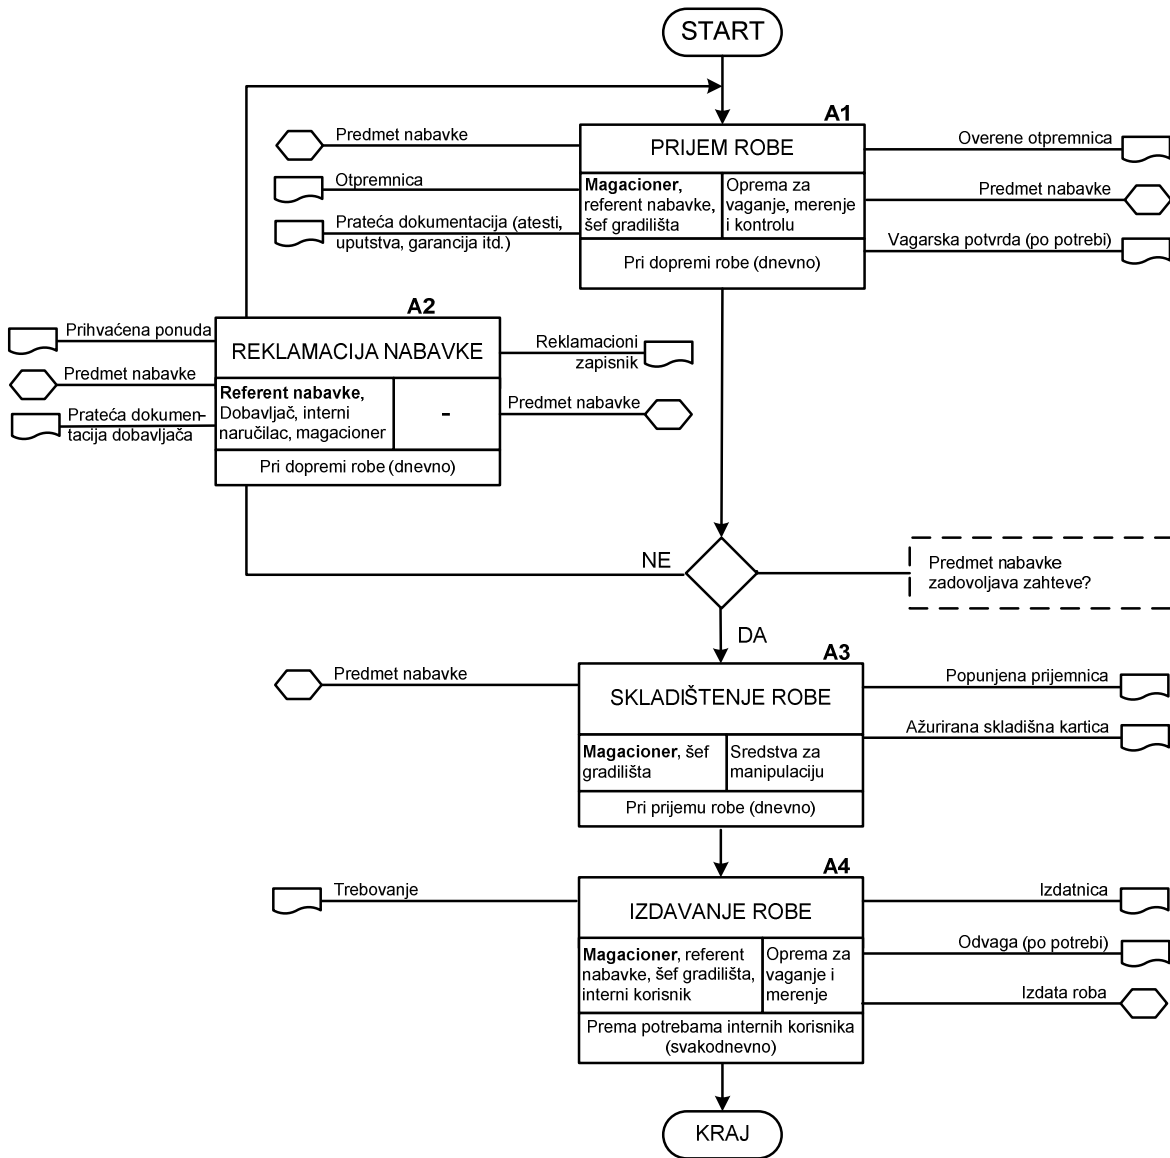 START
A1
PRIJEM ROBE
Predmet nabavke
Otpremnica
Prateća dokumentacija (atesti,
uputstva, garancija itd.)
Magacioner,
referent nabavke,
šef gradilišta
Oprema za
vaganje, merenje
i kontrolu
Pri dopremi robe (dnevno)
Overene otpremnica
Predmet nabavke
Vagarska potvrda (po potrebi)
A2
REKLAMACIJA NABAVKE
Prihvaćena ponuda
Predmet nabavke
Prateća dokumen-
tacija dobavljača
Referent nabavke,
Dobavljač, interni
naručilac, magacioner
-
Pri dopremi robe (dnevno)
Reklamacioni
zapisnik
Predmet nabavke
NE
Predmet nabavke
zadovoljava zahteve?
DA
A3
SKLADIŠTENJE ROBE
Predmet nabavke
Magacioner, šef
gradilišta
Sredstva za
manipulaciju
Pri prijemu robe (dnevno)
Popunjena prijemnica
Ažurirana skladišna kartica
A4
IZDAVANJE ROBE
Trebovanje
Magacioner, referent
nabavke, šef gradilišta,
interni korisnik
Oprema za
vaganje i
merenje
Prema potrebama internih korisnika
(svakodnevno)
Izdatnica
Odvaga (po potrebi)
Izdata roba
KRAJ